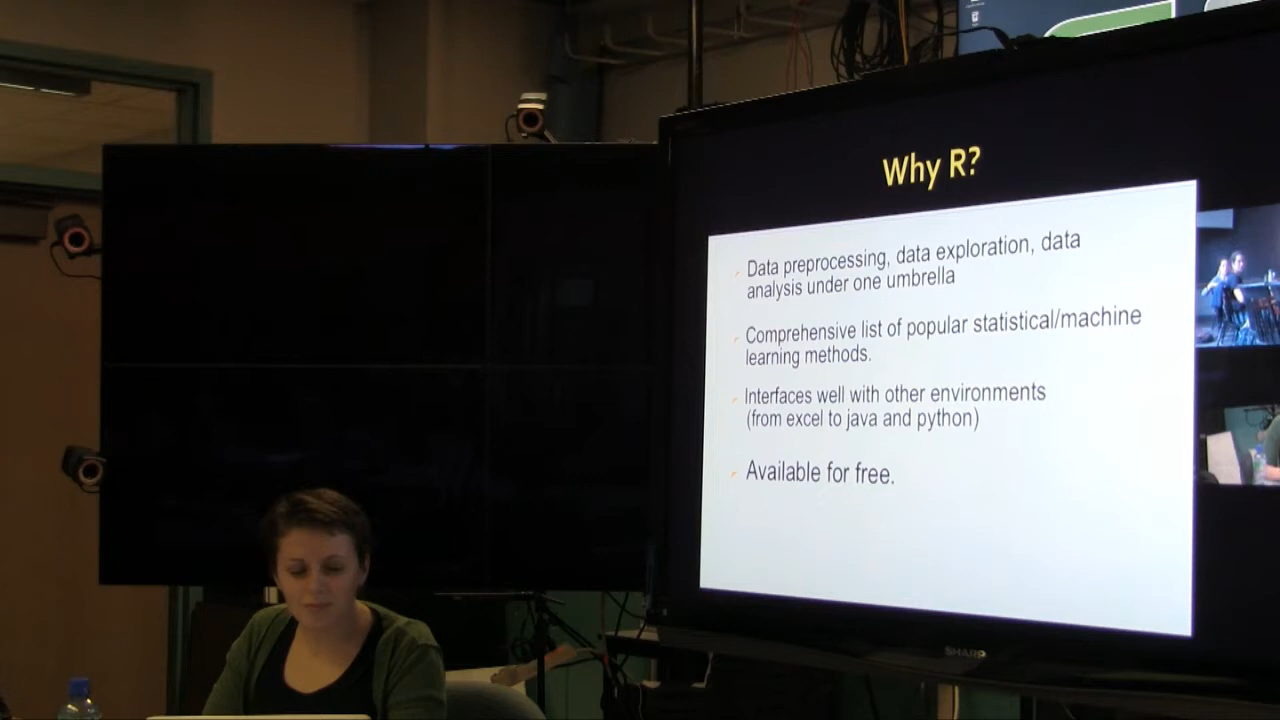 Why R?
Data preprocessing, data exploration, data
analysis under one umbrella
Comprehensive list of popular statistical/machine
learning methods.
Interfaces well with other environments
(from excel to java and python)
Available for free.
SHARP